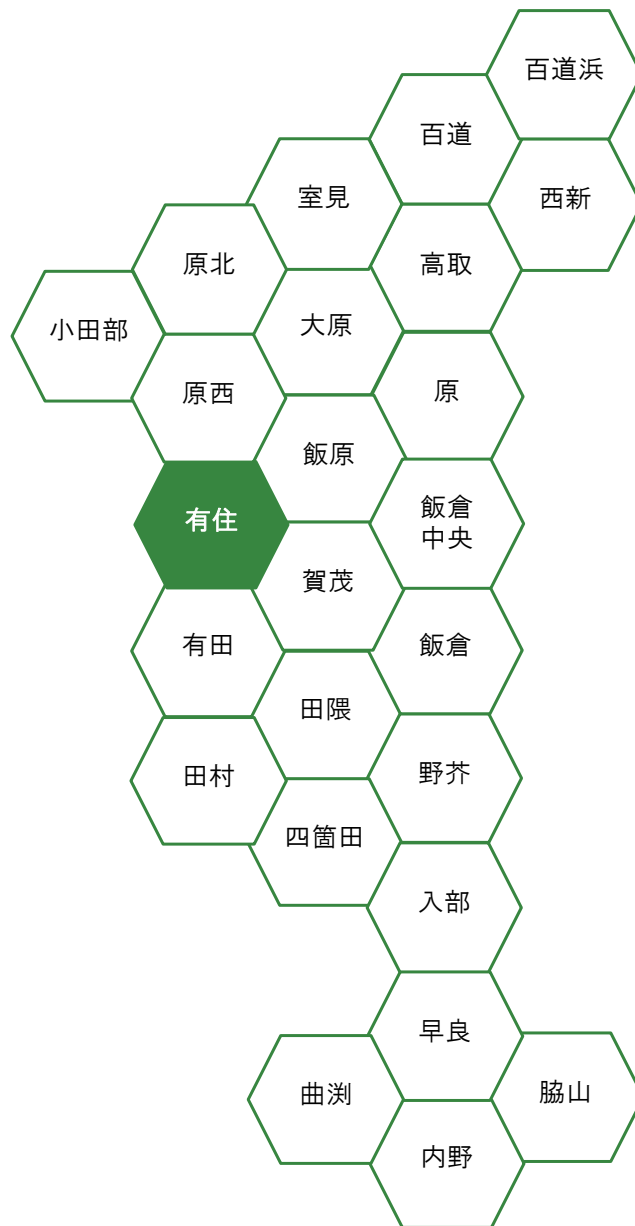 百道浜
百道
西新
室見
原北
高取
小田部
大原
原西
原
飯原
有住
飯倉
中央
賀茂
有田
飯倉
田隈
田村
野芥
四箇田
入部
早良
曲渕
脇山
内野